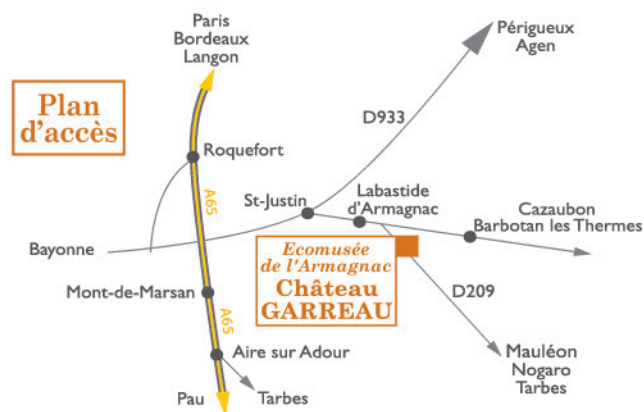 Paris
Bordeaux
Langon
Périgueux
Agen
Plan
d'accès
D933
Roquefort
A65
St-Justin
Labastide
d'Armagnac
Cazaubon
Barbotan les Thermes
Bayonne
Ecomusée
de l'Armagnac
Château
GARREAU
Mont-de-Marsan
D209
A65
Aire sur Adour
Mauléon
Nogaro
Tarbes
Pau
Tarbes